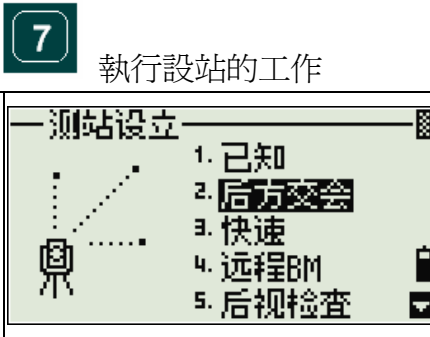 7
執行設站的工作
测站设立
1. 已知
2. 后方交会
3. 快速
4. 远程BM
5. 后视检查